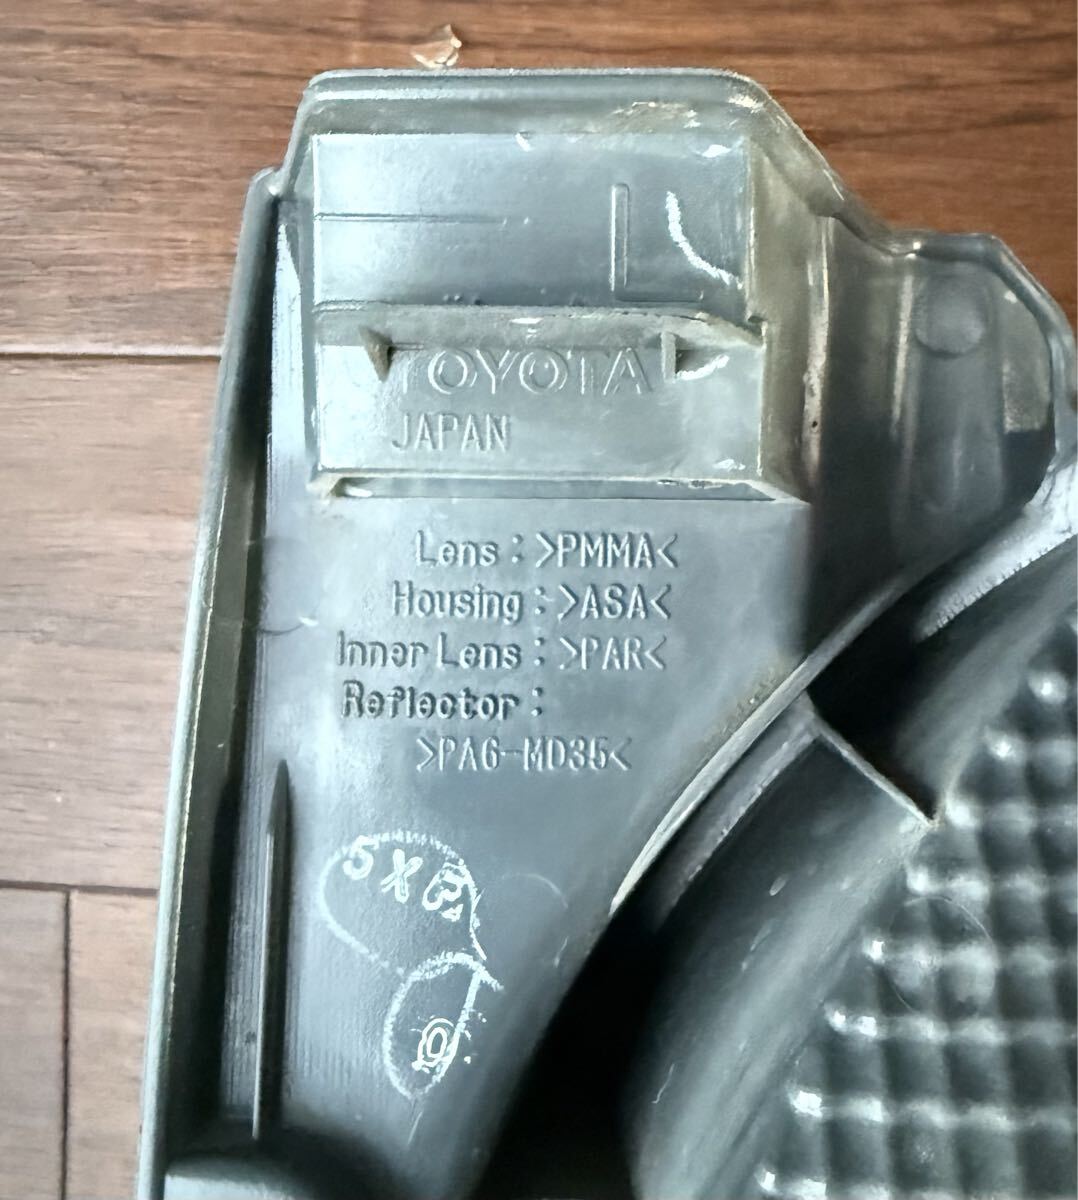 L
TOYOTA
JAPAN
Lens : >PMMA<
Housing : >ASA<
Inner Lens : >PAR<
Reflector :
>PA6-MD35<